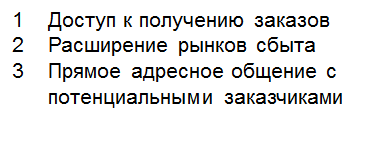 1 Доступ к получению заказов
2 Расширение рынков сбыта
3 Прямое адресное общение с
потенциальными заказчиками